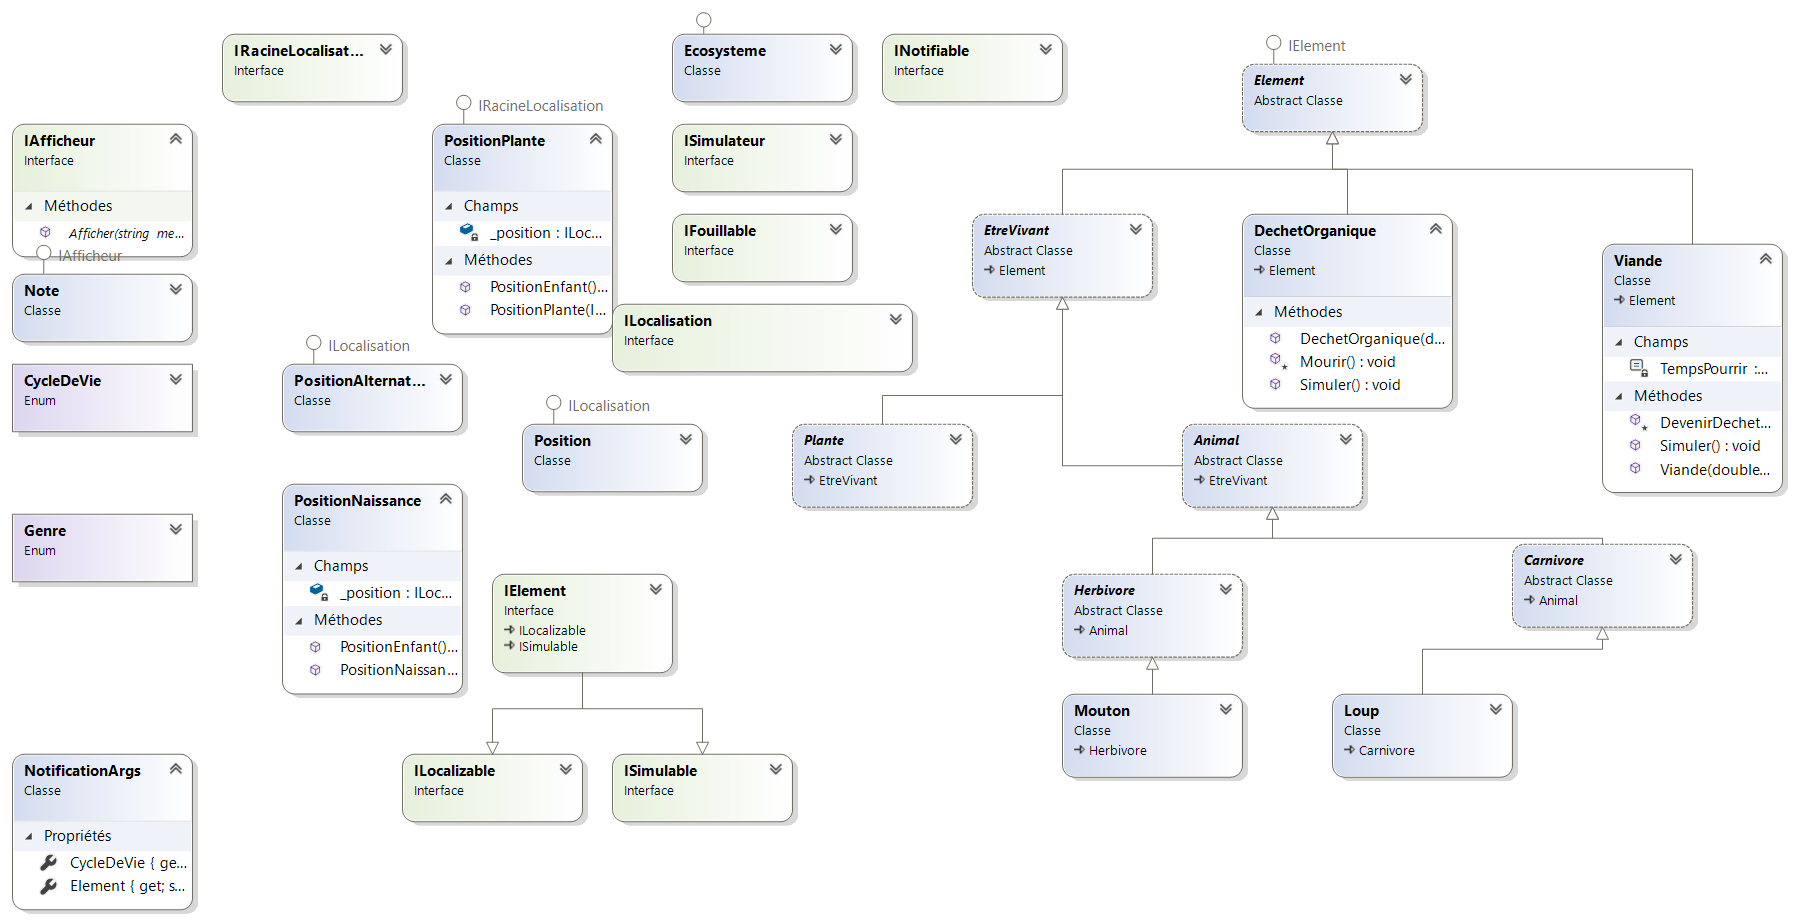 IRacineLocalisat...
Interface
Ecosysteme
Classe
INotifiable
Interface
IElement
Element
Abstract Classe
IAfficheur
Interface
Méthodes
Afficher(string me...
IRacineLocalisation
PositionPlante
Classe
Champs
_position : ILoc...
Méthodes
PositionEnfant()...
PositionPlante(I...
ISimulateur
Interface
IFouillable
Interface
ILocalisation
Interface
EtreVivant
Abstract Classe
Element
DechetOrganique
Classe
Element
Méthodes
DechetOrganique(d...
Mourir() : void
Simuler() : void
Viande
Classe
Element
Champs
TempsPourrir :...
Méthodes
DevenirDechet...
Simuler() : void
Viande(double...
IAfficheur
Note
Classe
CycleDeVie
Enum
ILocalisation
PositionAlternat...
Classe
ILocalisation
Position
Classe
Plante
Abstract Classe
EtreVivant
Animal
Abstract Classe
EtreVivant
Genre
Enum
PositionNaissance
Classe
Champs
_position : ILoc...
Méthodes
PositionEnfant()...
PositionNaissan...
IElement
Interface
ILocalizable
ISimulable
Herbivore
Abstract Classe
Animal
Carnivore
Abstract Classe
Animal
Mouton
Classe
Herbivore
Loup
Classe
Carnivore
NotificationArgs
Classe
Propriétés
CycleDeVie { ge...
Element { get; s...
ILocalizable
Interface
ISimulable
Interface